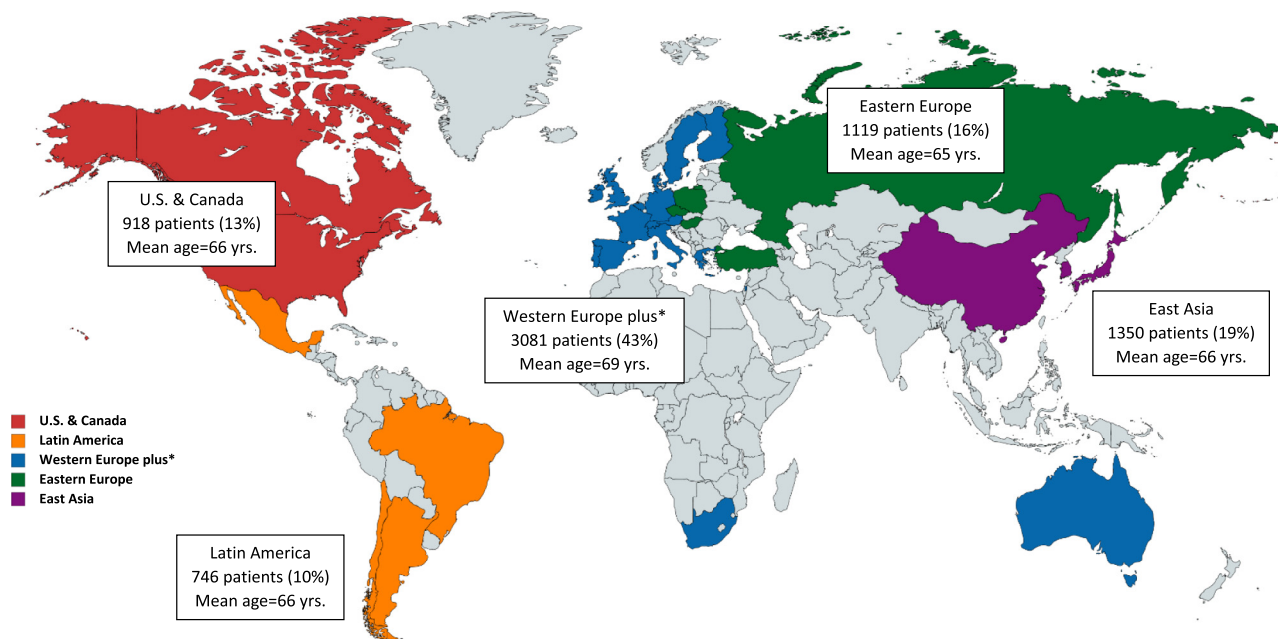 Eastern Europe
1119 patients (16%)
Mean age=65 yrs.
U.S. & Canada
918 patients (13%)
Mean age=66 yrs.
Western Europe plus*
3081 patients (43%)
Mean age=69 yrs.
East Asia
1350 patients (19%)
Mean age=66 yrs.
U.S. & Canada
Latin America
Western Europe plus*
Eastern Europe
East Asia
Latin America
746 patients (10%)
Mean age=66 yrs.